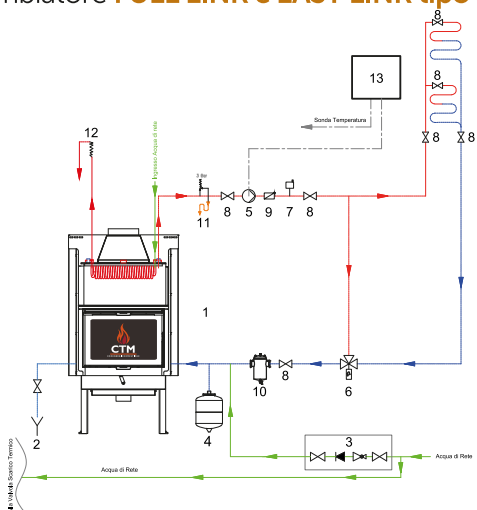 FULL LINK e EASY LINK tipo
8
8
13
Sonda Temperatura
12
Ingresso Acqua di rete
8
8
3 Bar
11
8
5
9
7
8
1
CTM
10
8
6
2
4
3
Acqua di Rete
Acqua di Rete
Valvola Scarico Termico